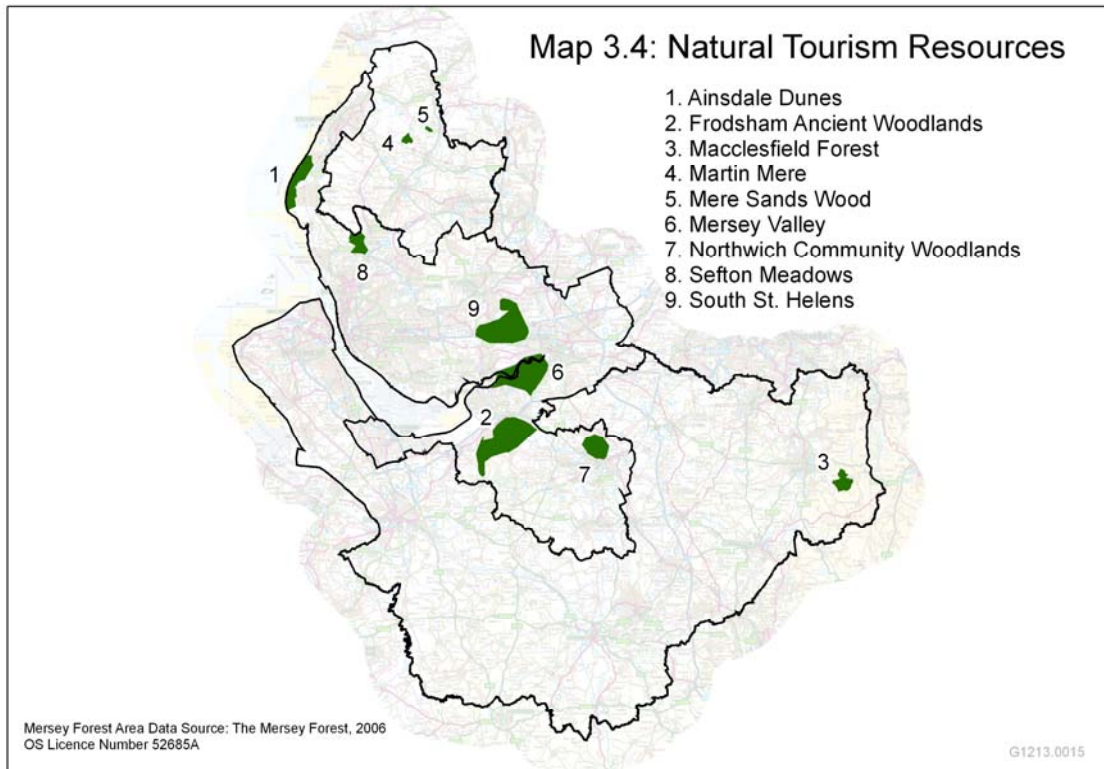 Map 3.4: Natural Tourism Resources
1. Ainsdale Dunes
2. Frodsham Ancient Woodlands
3. Macclesfield Forest
4. Martin Mere
5. Mere Sands Wood
6. Mersey Valley
7. Northwich Community Woodlands
8. Sefton Meadows
9. South St. Helens
5
4
1
8
9
6
2
7
3
Mersey Forest Area Data Source: The Mersey Forest, 2006
OS Licence Number 52685A
G1213.0015